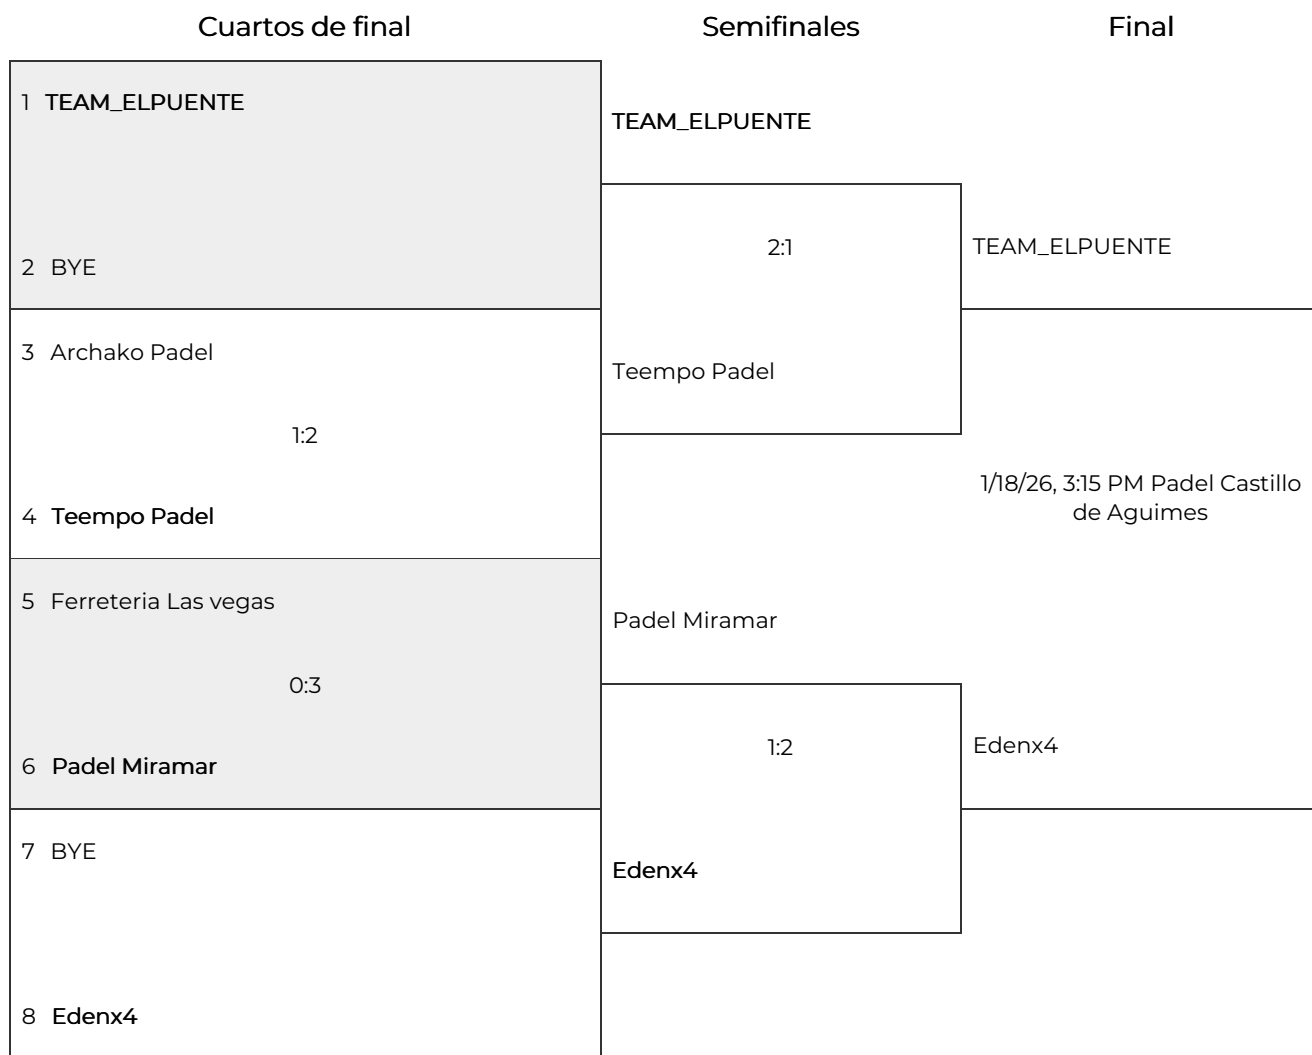 Cuartos de final
Semifinales
Final
1 TEAM_ELPUENTE
2 BYE
3 Archako Padel
1:2
4 Teempo Padel
5 Ferreteria Las vegas
0:3
6 Padel Miramar
7 BYE
8 Edenx4
TEAM_ELPUENTE
2:1
Teempo Padel
Padel Miramar
1:2
Edenx4
TEAM_ELPUENTE
1/18/26, 3:15 PM Padel Castillo
de Aguimes
Edenx4